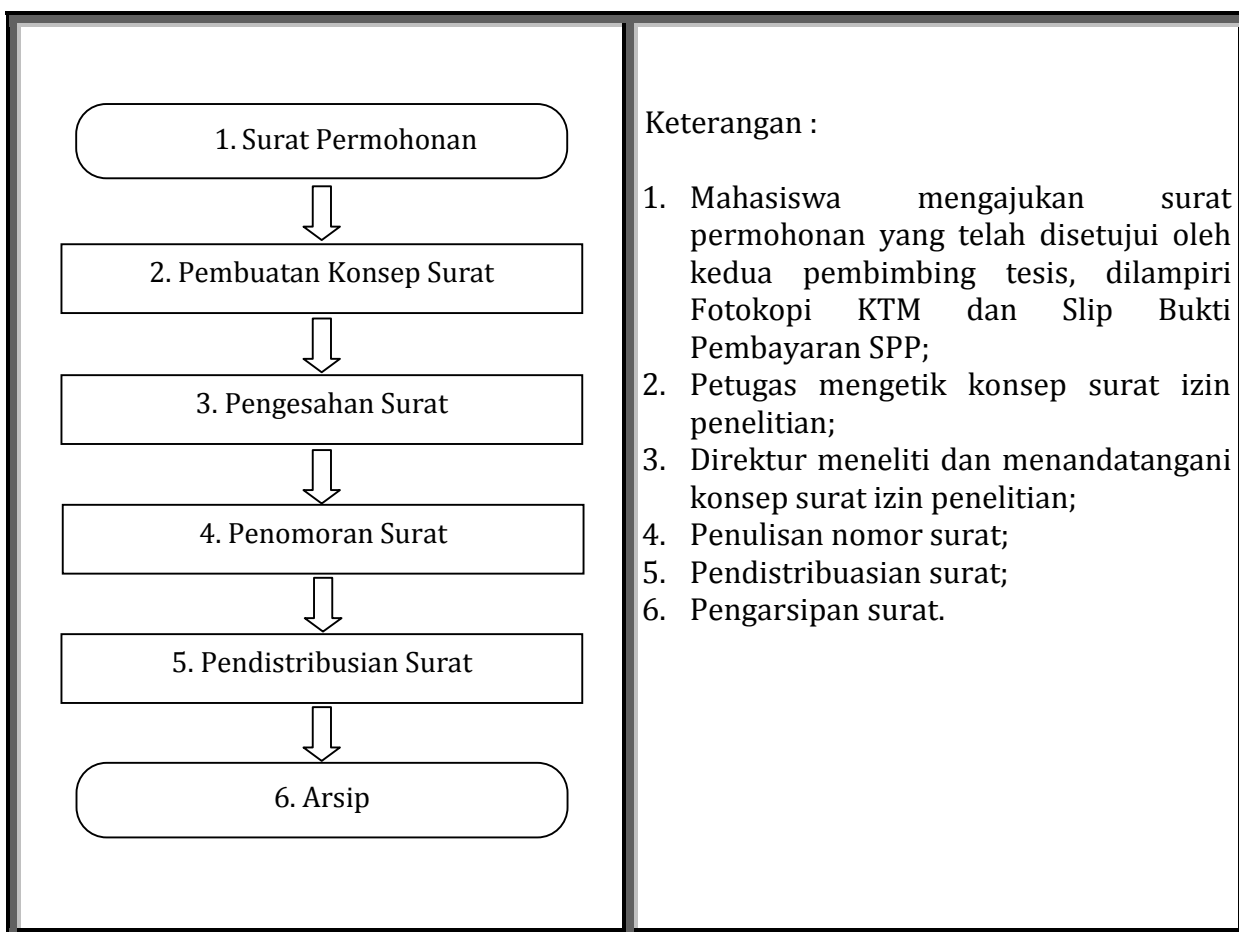 1. Surat Permohonan
2. Pembuatan Konsep Surat
3. Pengesahan Surat
4. Penomoran Surat
5. Pendistribusian Surat
6. Arsip
Keterangan :
1. Mahasiswa mengajukan surat
permohonan yang telah disetujui oleh
kedua pembimbing tesis, dilampiri
Fotokopi KTM dan Slip Bukti
Pembayaran SPP;
2. Petugas mengetik konsep surat izin
penelitian;
3. Direktur meneliti dan menandatangani
konsep surat izin penelitian;
4. Penulisan nomor surat;
5. Pendistribuasian surat;
6. Pengarsipan surat.